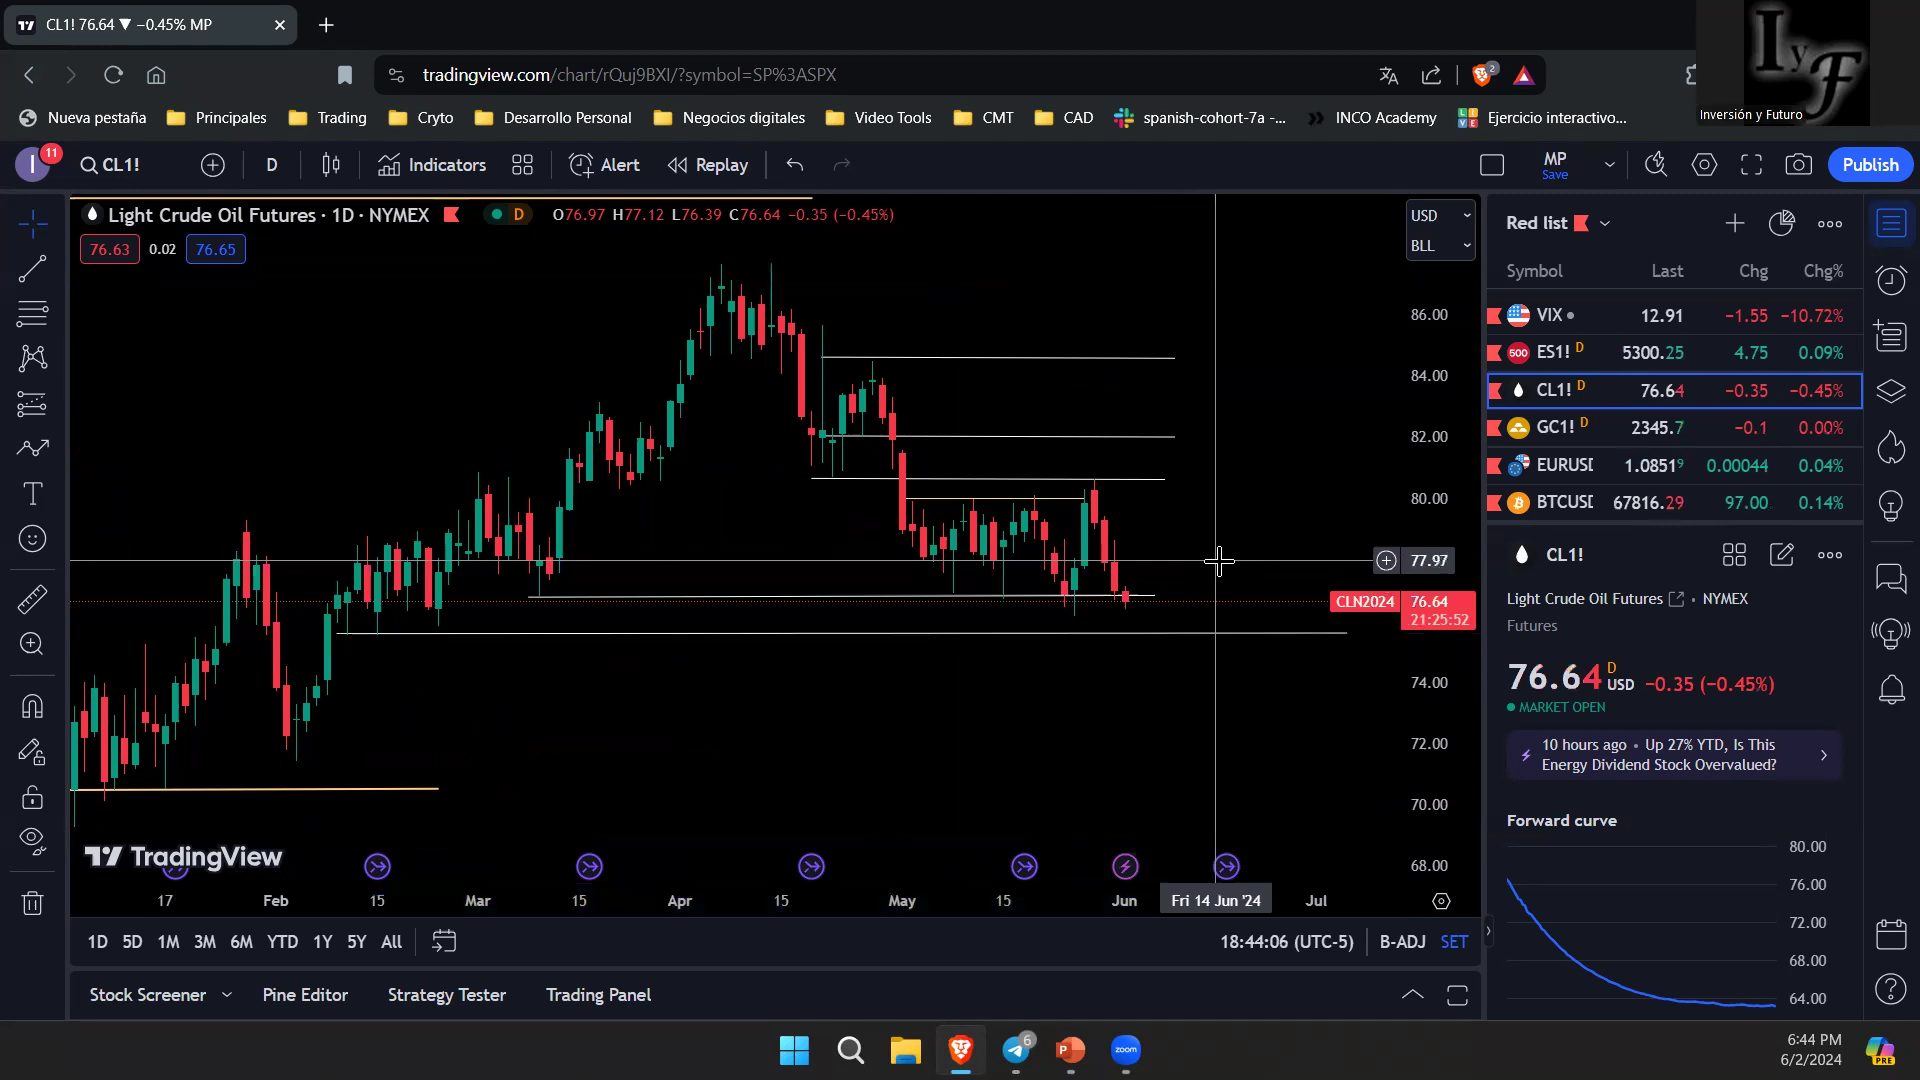 CL1! 76.64 ▼ −0.45% MP
tradingview.com/chart/rQuj9BXI/?symbol=SP%3ASPX
2
IyF
Inversión y Futuro
Nueva pestaña Principales Trading Cryto Desarrollo Personal Negocios digitales Video Tools CMT CAD spanish-cohort-7a -... INCO Academy Ejercicio interactivo...
I 11 CL1! D Indicators Alert Replay MP Save Publish
Light Crude Oil Futures · 1D · NYMEX D O76.97 H77.12 L76.39 C76.64 −0.35 (−0.45%)
76.63 0.02 76.65
USD
BLL
86.00
84.00
82.00
80.00
77.97
CLN2024 76.64
21:25:52
74.00
72.00
70.00
68.00
TradingView
17 Feb 15 Mar 15 Apr 15 May 15 Jun Fri 14 Jun '24 Jul
1D 5D 1M 3M 6M YTD 1Y 5Y All 18:44:06 (UTC-5) B-ADJ SET
Stock Screener Pine Editor Strategy Tester Trading Panel
Red list
Symbol Last Chg Chg%
VIX 12.91 −1.55 −10.72%
500 ES1! D 5300.25 4.75 0.09%
CL1! D 76.64 −0.35 −0.45%
GC1! D 2345.7 −0.1 0.00%
EURUSD 1.08519 0.00044 0.04%
BTCUSD 67816.29 97.00 0.14%
CL1!
Light Crude Oil Futures · NYMEX
Futures
76.64 D USD −0.35 (−0.45%)
MARKET OPEN
10 hours ago · Up 27% YTD, Is This
Energy Dividend Stock Overvalued?
Forward curve
80.00
76.00
72.00
68.00
64.00
6
P
zoom
6:44 PM
6/2/2024
PRE